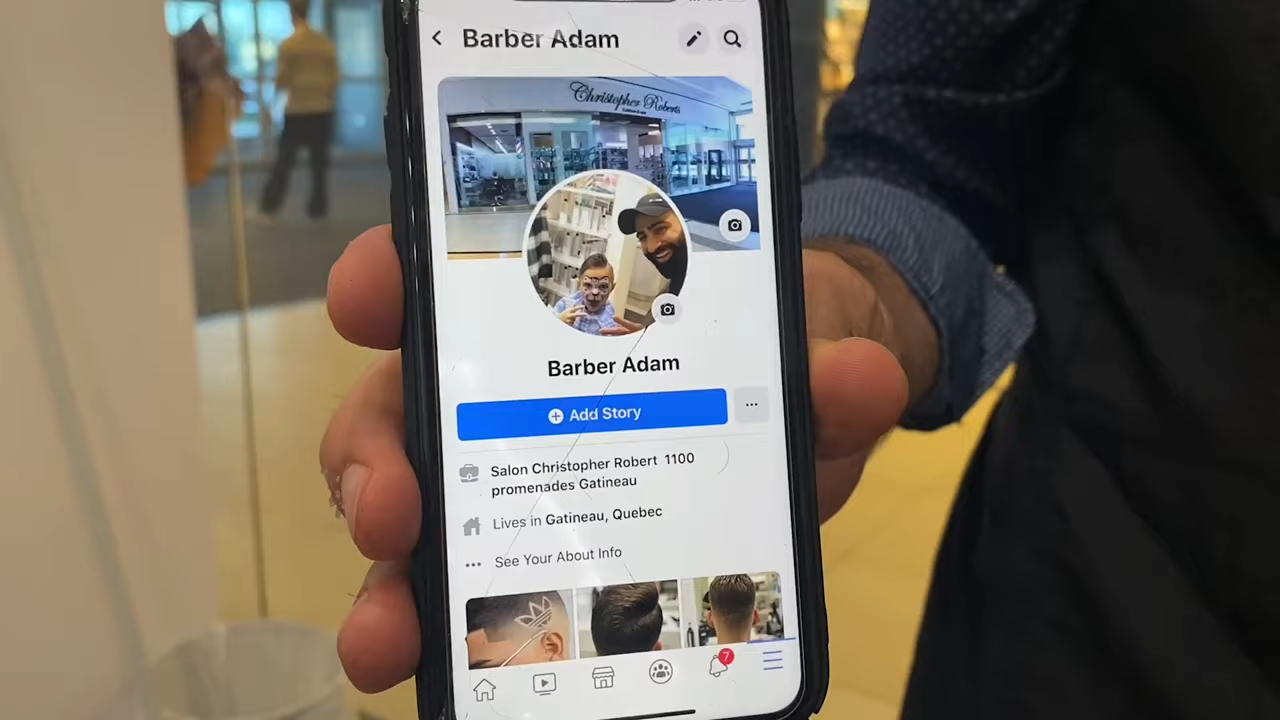 Barber Adam
Christopher Roberts
Barber Adam
Add Story
Salon Christopher Robert 1100
promenades Gatineau
Lives in Gatineau, Quebec
See Your About Info
7